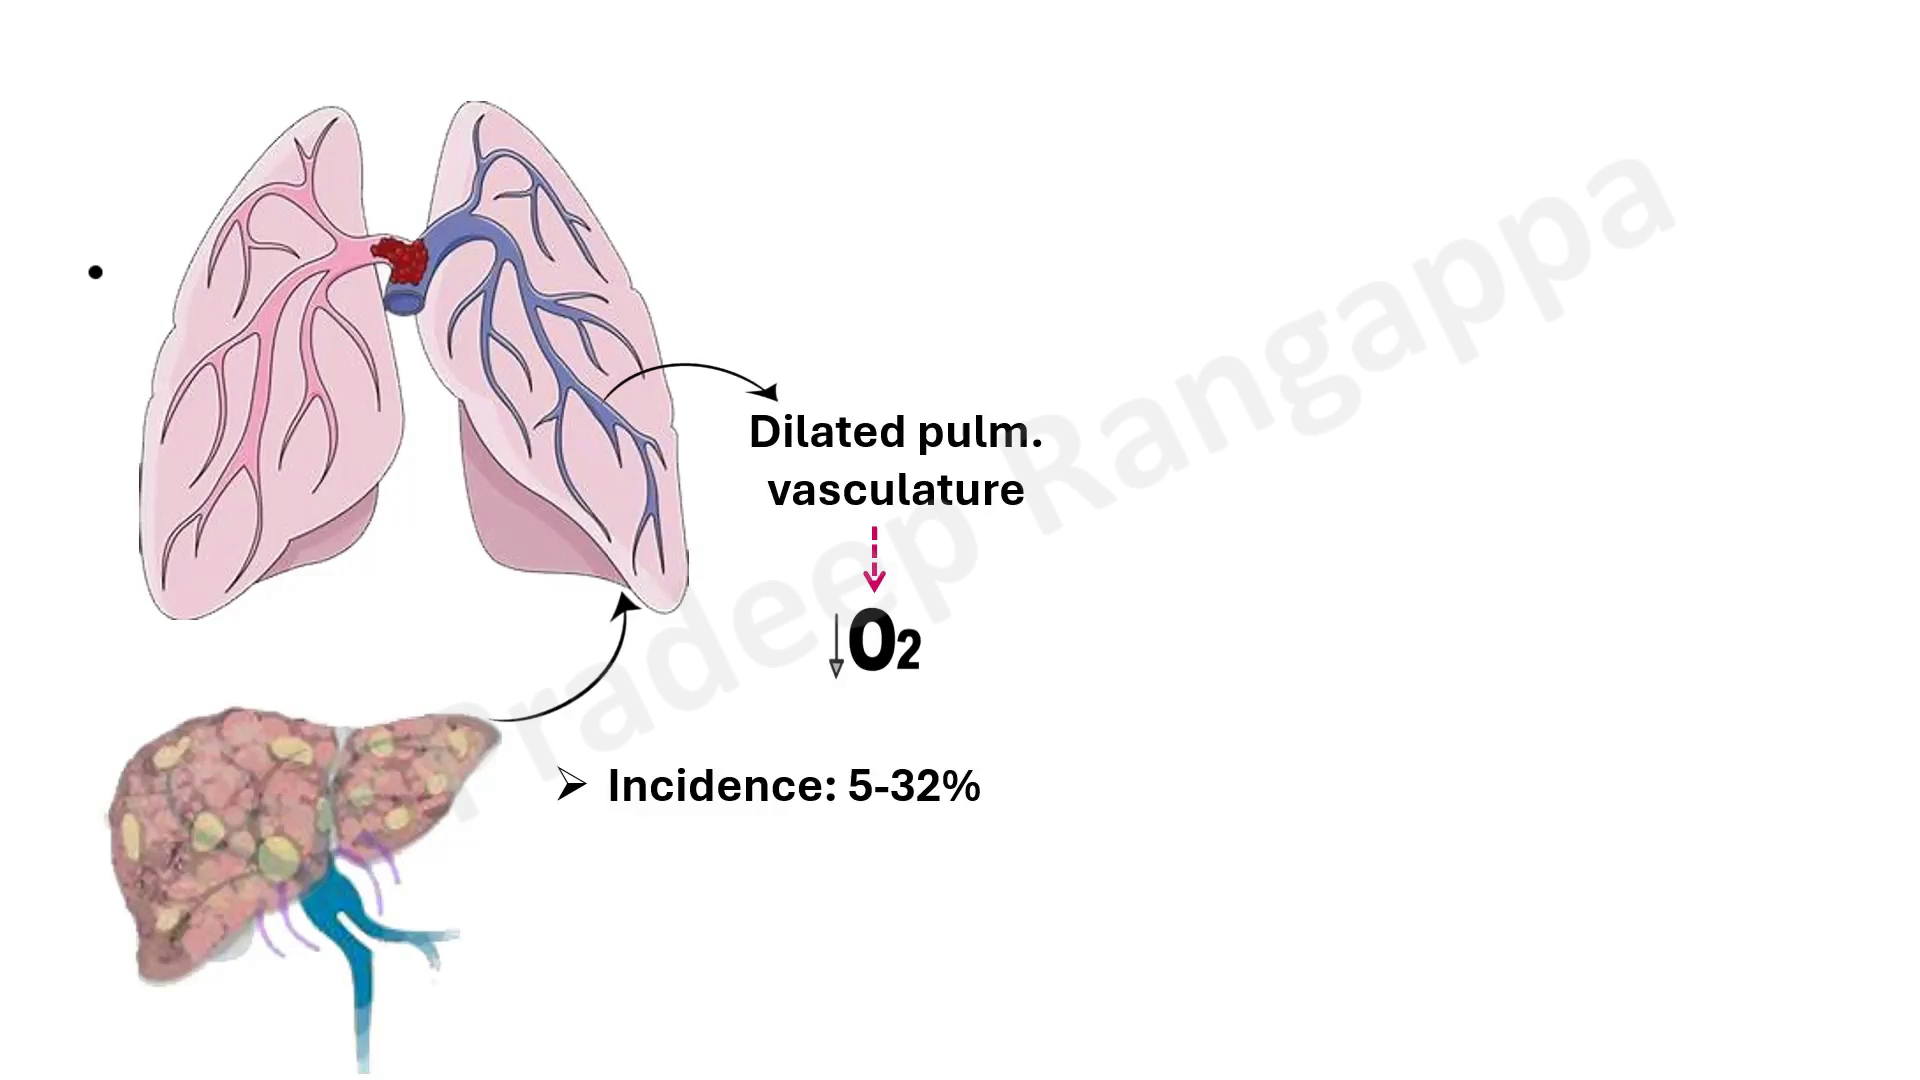 Dilated pulm.
vasculature
↓O2
➢ Incidence: 5-32%
Pradeep Rangappa